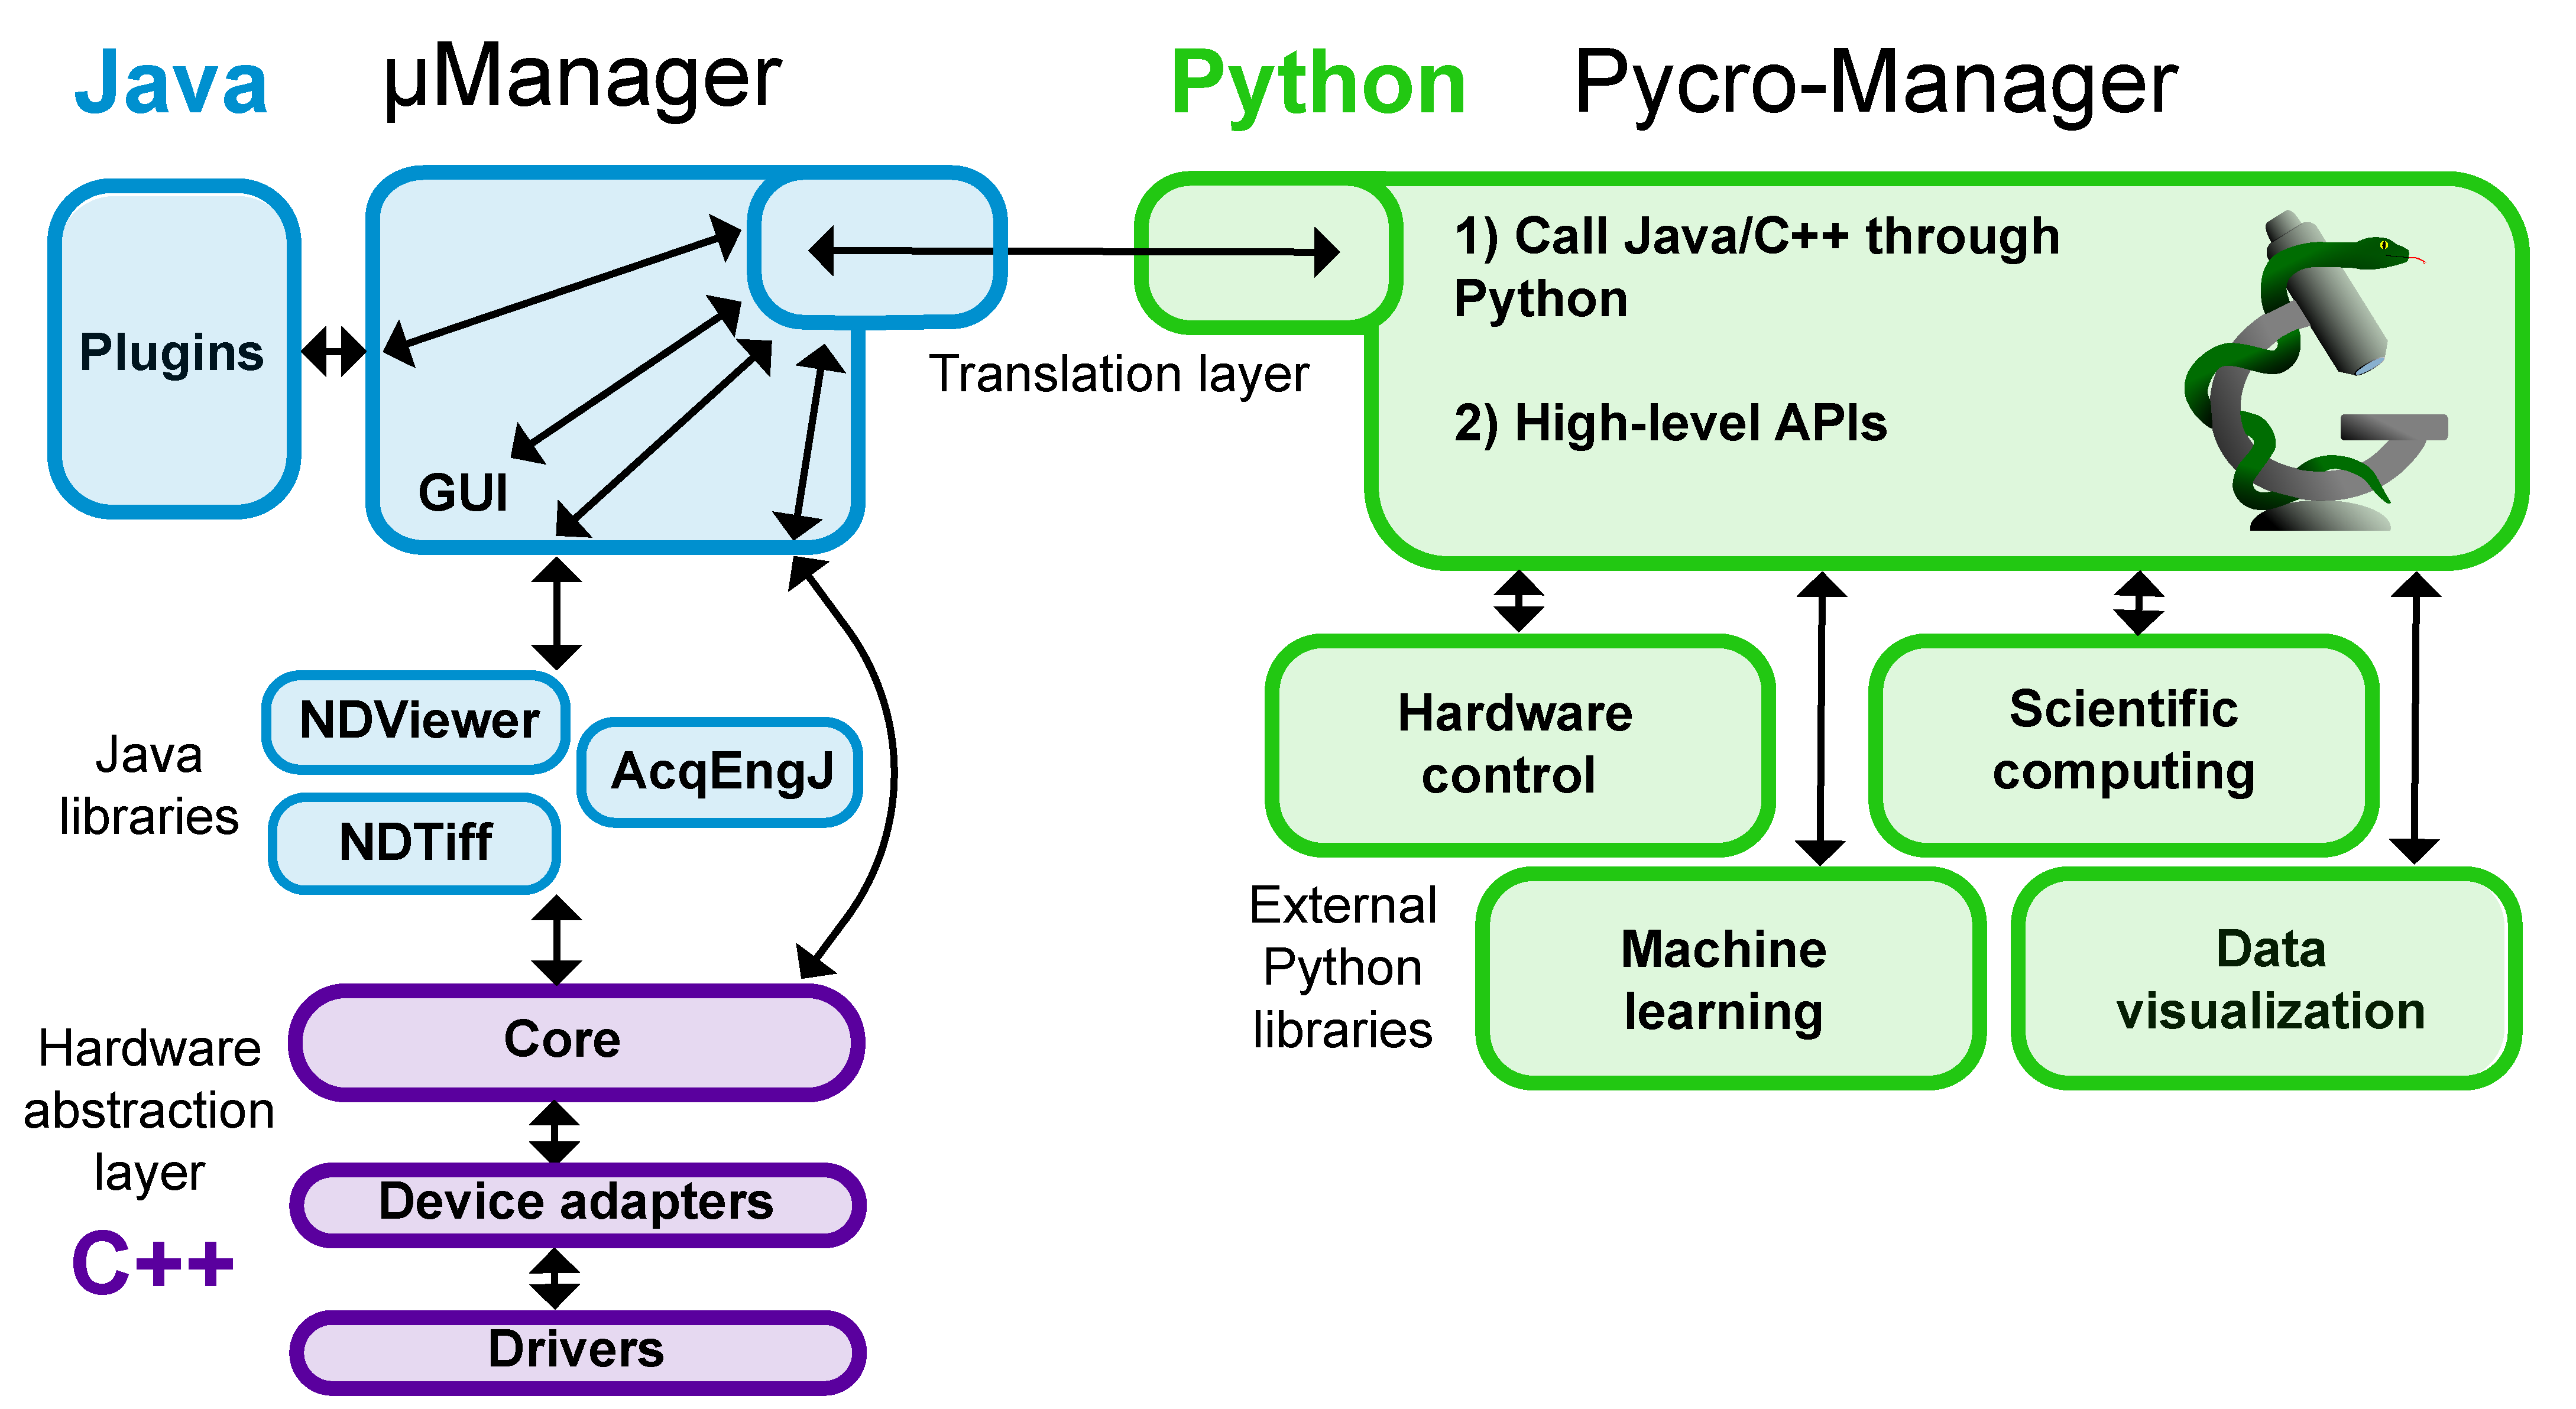 Java
µManager
Python
Pycro-Manager
Plugins
GUI
Translation layer
1) Call Java/C++ through
Python
2) High-level APIs
Java
libraries
NDViewer
AcqEngJ
NDTiff
Hardware
abstraction
layer
C++
Core
Device adapters
Drivers
Hardware
control
Scientific
computing
External
Python
libraries
Machine
learning
Data
visualization